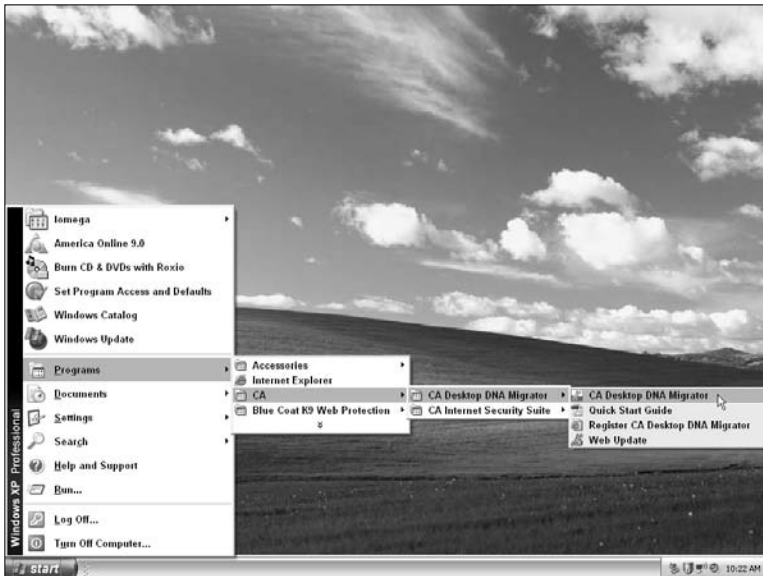 Iomega
America Online 9.0
Burn CD & DVDs with Roxio
Set Program Access and Defaults
Windows Catalog
Windows Update
Programs
Documents
Settings
Search
Help and Support
Run...
Log Off...
Turn Off Computer...
Windows XP Professional
Accessories
Internet Explorer
CA
Blue Coat K9 Web Protection
CA Desktop DNA Migrator
CA Internet Security Suite
CA Desktop DNA Migrator
Quick Start Guide
Register CA Desktop DNA Migrator
Web Update
start
10:22 AM